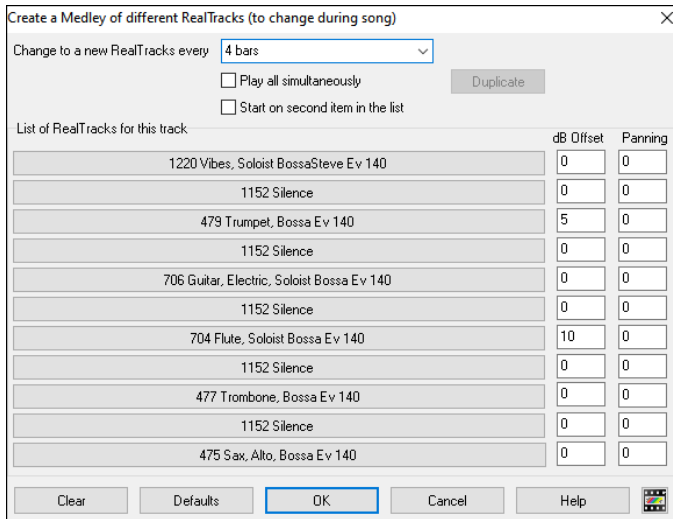 Create a Medley of different RealTracks (to change during song)
Change to a new RealTracks every 4 bars
Play all simultaneously Duplicate
Start on second item in the list
List of RealTracks for this track dB Offset Panning
1220 Vibes, Soloist BossaSteve Ev 140 0 0
1152 Silence 0 0
479 Trumpet, Bossa Ev 140 5 0
1152 Silence 0 0
706 Guitar, Electric, Soloist Bossa Ev 140 0 0
1152 Silence 0 0
704 Flute, Soloist Bossa Ev 140 10 0
1152 Silence 0 0
477 Trombone, Bossa Ev 140 0 0
1152 Silence 0 0
475 Sax, Alto, Bossa Ev 140 0 0
Clear Defaults OK Cancel Help